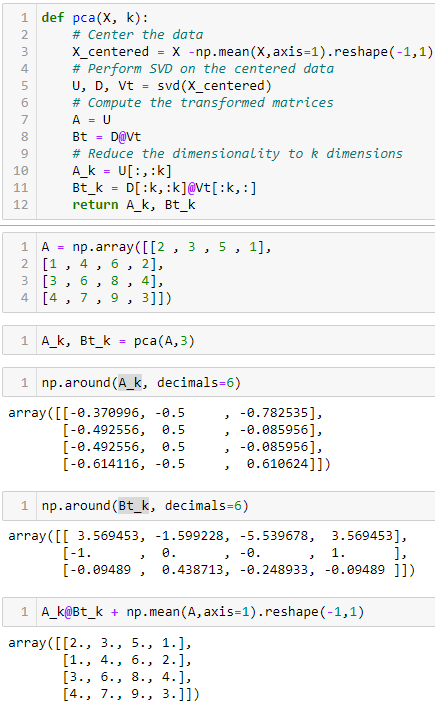 1 def pca(X, k):
2 # Center the data
3 X_centered = X -np.mean(X,axis=1).reshape(-1,1)
4 # Perform SVD on the centered data
5 U, D, Vt = svd(X_centered)
6 # Compute the transformed matrices
7 A = U
8 Bt = D@Vt
9 # Reduce the dimensionality to k dimensions
10 A_k = U[:,:k]
11 Bt_k = D[:k,:k]@Vt[:k,:]
12 return A_k, Bt_k
1 A = np.array([[2 , 3 , 5 , 1],
2 [1 , 4 , 6 , 2],
3 [3 , 6 , 8 , 4],
4 [4 , 7 , 9 , 3]])
1 A_k, Bt_k = pca(A,3)
1 np.around(A_k, decimals=6)
array([[-0.370996, -0.5     , -0.782535],
[-0.492556,  0.5     , -0.085956],
[-0.492556,  0.5     , -0.085956],
[-0.614116, -0.5     ,  0.610624]])
1 np.around(Bt_k, decimals=6)
array([[ 3.569453, -1.599228, -5.539678,  3.569453],
[-1.      ,  0.      , -0.      ,  1.      ],
[-0.09489 ,  0.438713, -0.248933, -0.09489 ]])
1 A_k@Bt_k + np.mean(A,axis=1).reshape(-1,1)
array([[2., 3., 5., 1.],
[1., 4., 6., 2.],
[3., 6., 8., 4.],
[4., 7., 9., 3.]])